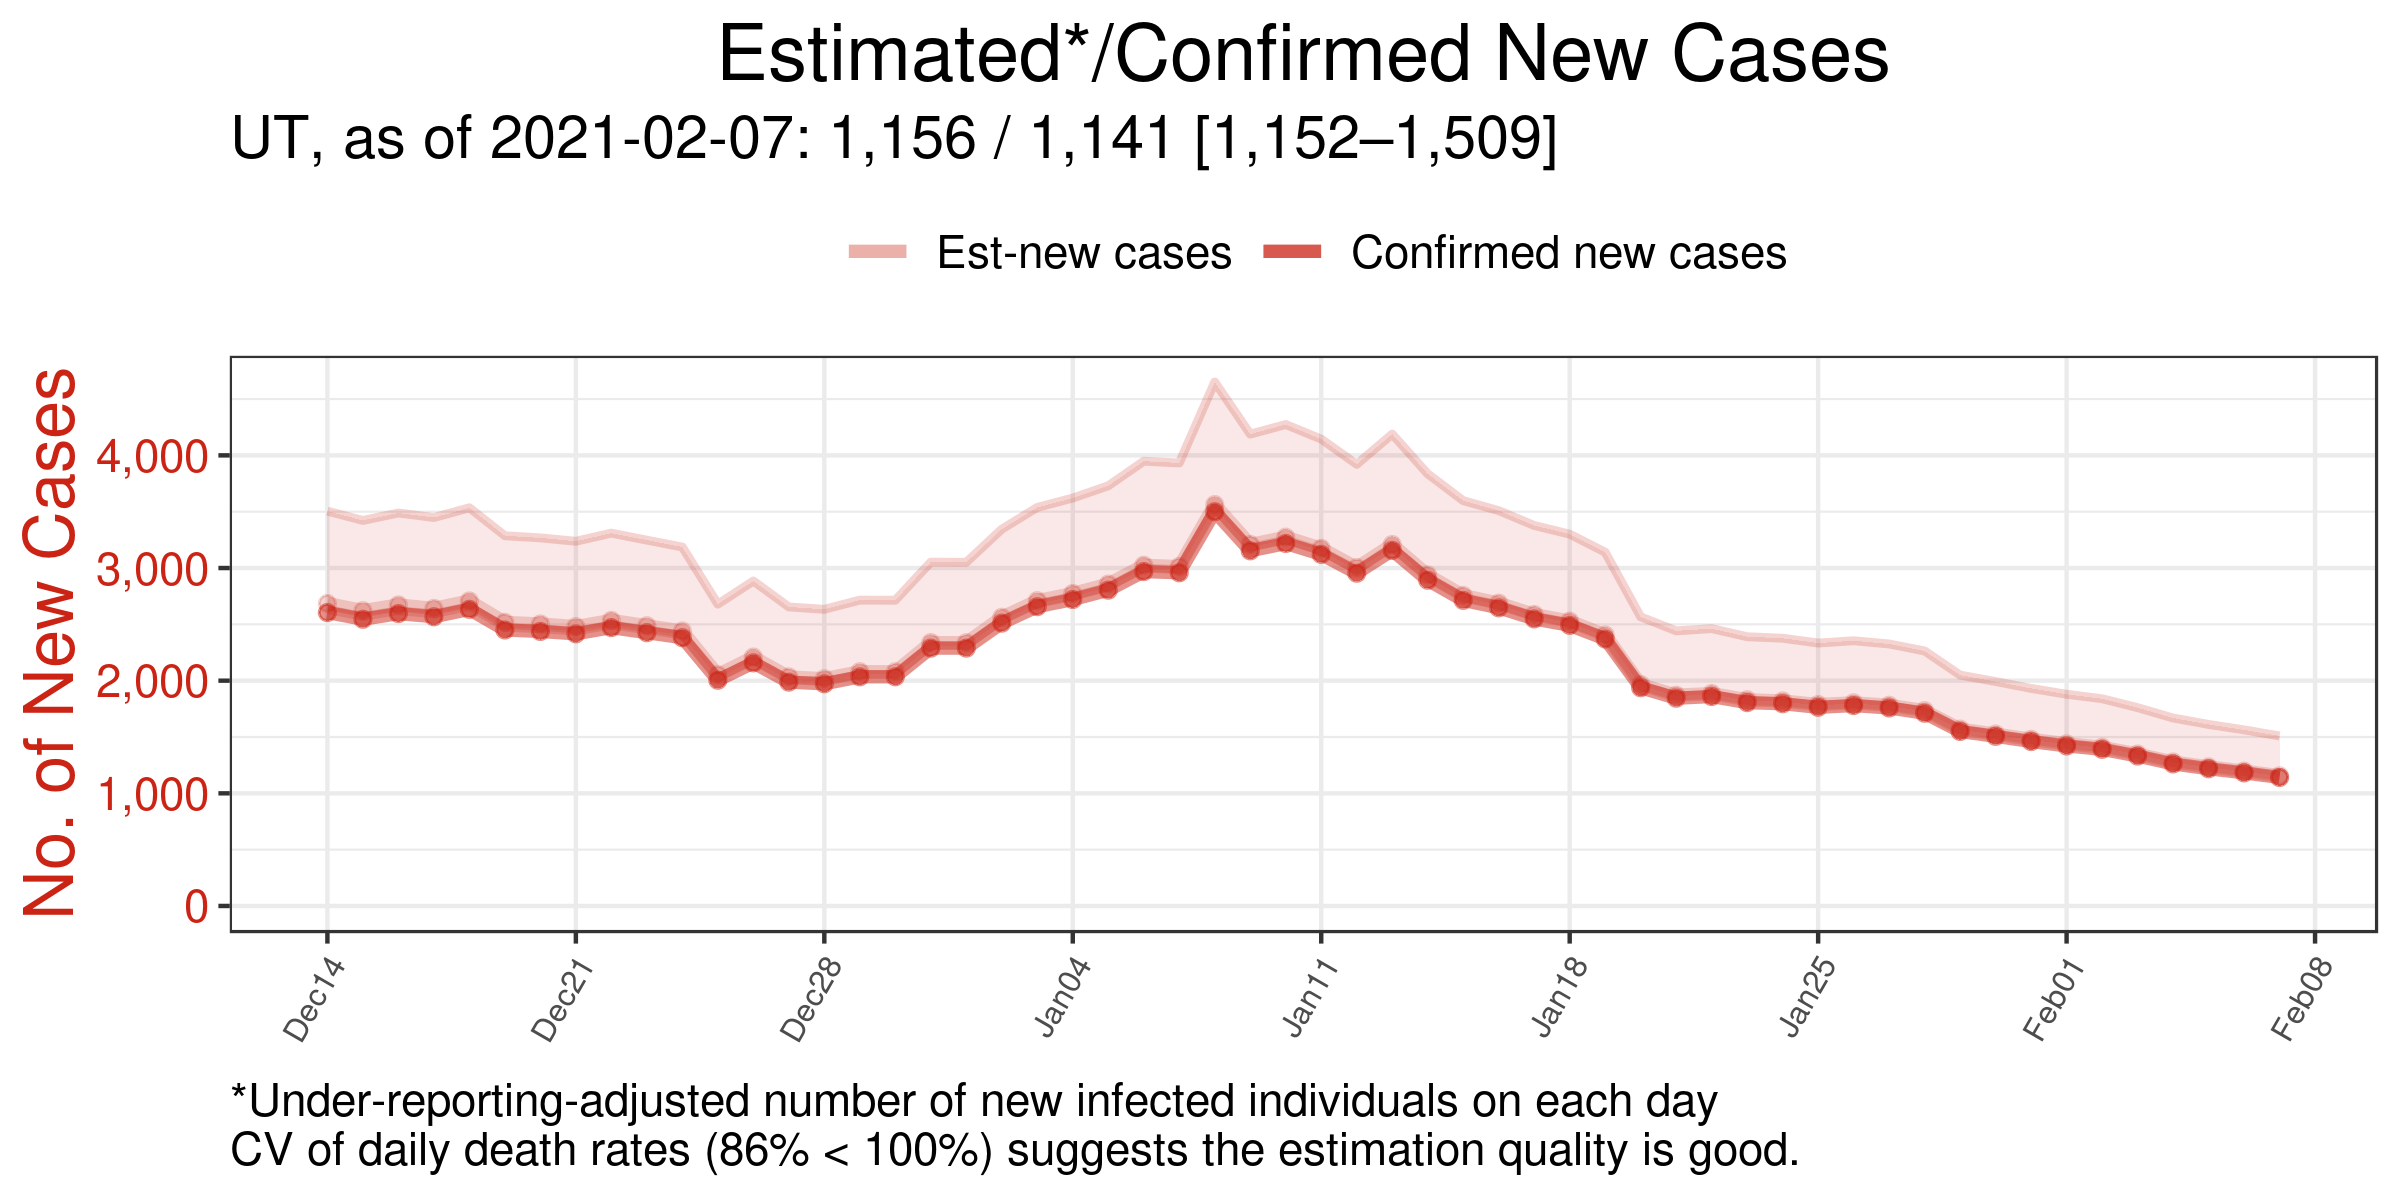 Estimated*/Confirmed New Cases
UT, as of 2021-02-07: 1,156 / 1,141 [1,152–1,509]
Est-new cases Confirmed new cases
No. of New Cases
4,000
3,000
2,000
1,000
0
Dec14 Dec21 Dec28 Jan04 Jan11 Jan18 Jan25 Feb01 Feb08
*Under-reporting-adjusted number of new infected individuals on each day
CV of daily death rates (86% < 100%) suggests the estimation quality is good.